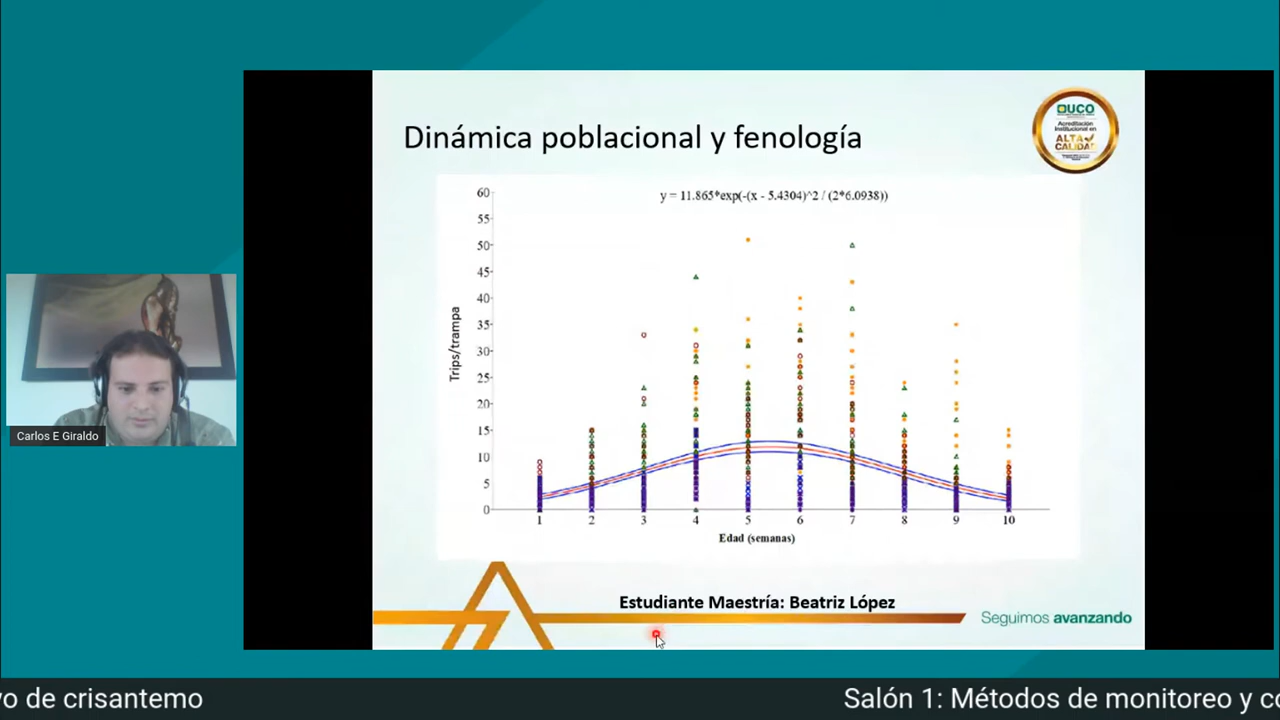 Dinámica poblacional y fenología
UCO
Acreditación
Institucional en
ALTA
CALIDAD
y = 11.865*exp(-(x - 5.4304)^2 / (2*6.0938))
60
55
50
45
40
35
30
25
20
15
10
5
0
Trips/trampa
1 2 3 4 5 6 7 8 9 10
Edad (semanas)
Carlos E Giraldo
Estudiante Maestría: Beatriz López
Seguimos avanzando
vo de crisantemo
Salón 1: Métodos de monitoreo y co